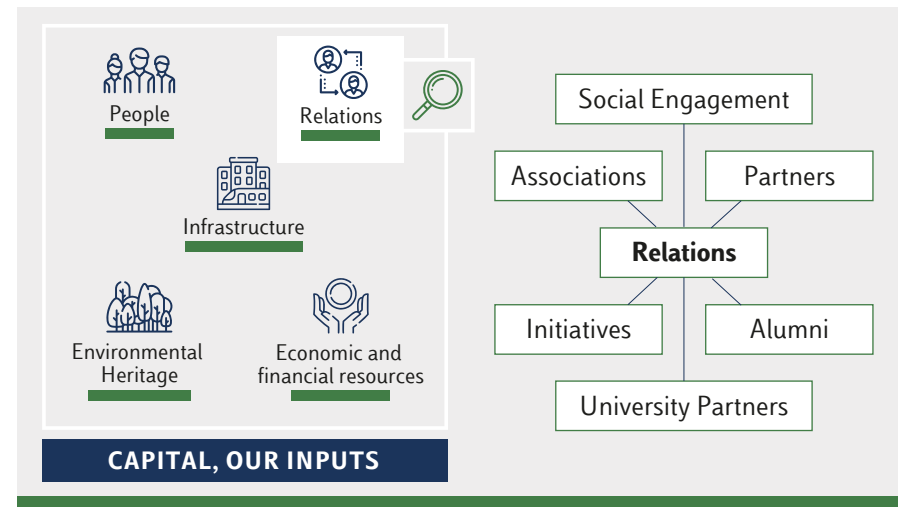 People
Relations
Infrastructure
Environmental
Heritage
Economic and
financial resources
CAPITAL, OUR INPUTS
Social Engagement
Associations
Partners
Relations
Initiatives
Alumni
University Partners